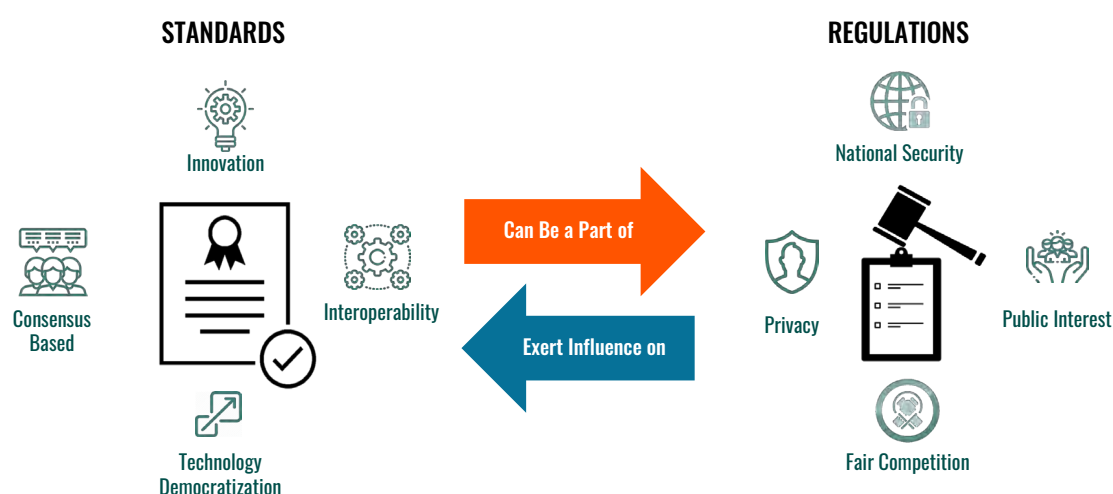 STANDARDS
REGULATIONS
Innovation
National Security
Can Be a Part of
Consensus
Based
Interoperability
Privacy
Public Interest
Exert Influence on
Technology
Democratization
Fair Competition